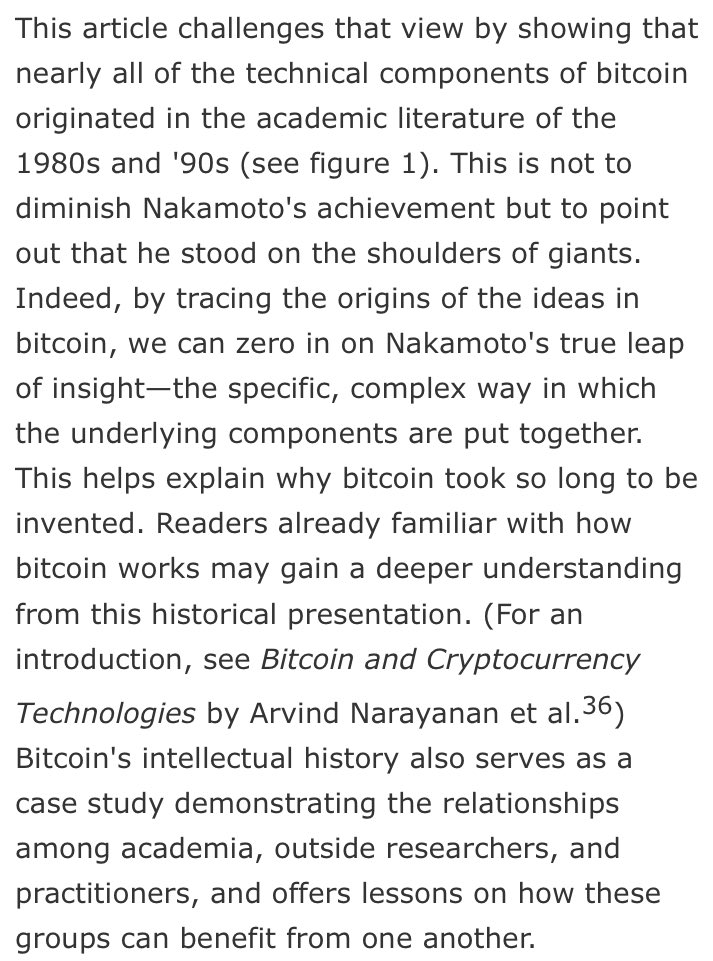 This article challenges that view by showing that
nearly all of the technical components of bitcoin
originated in the academic literature of the
1980s and '90s (see figure 1). This is not to
diminish Nakamoto's achievement but to point
out that he stood on the shoulders of giants.
Indeed, by tracing the origins of the ideas in
bitcoin, we can zero in on Nakamoto's true leap
of insight—the specific, complex way in which
the underlying components are put together.
This helps explain why bitcoin took so long to be
invented. Readers already familiar with how
bitcoin works may gain a deeper understanding
from this historical presentation. (For an
introduction, see Bitcoin and Cryptocurrency
Technologies by Arvind Narayanan et al.36)
Bitcoin's intellectual history also serves as a
case study demonstrating the relationships
among academia, outside researchers, and
practitioners, and offers lessons on how these
groups can benefit from one another.